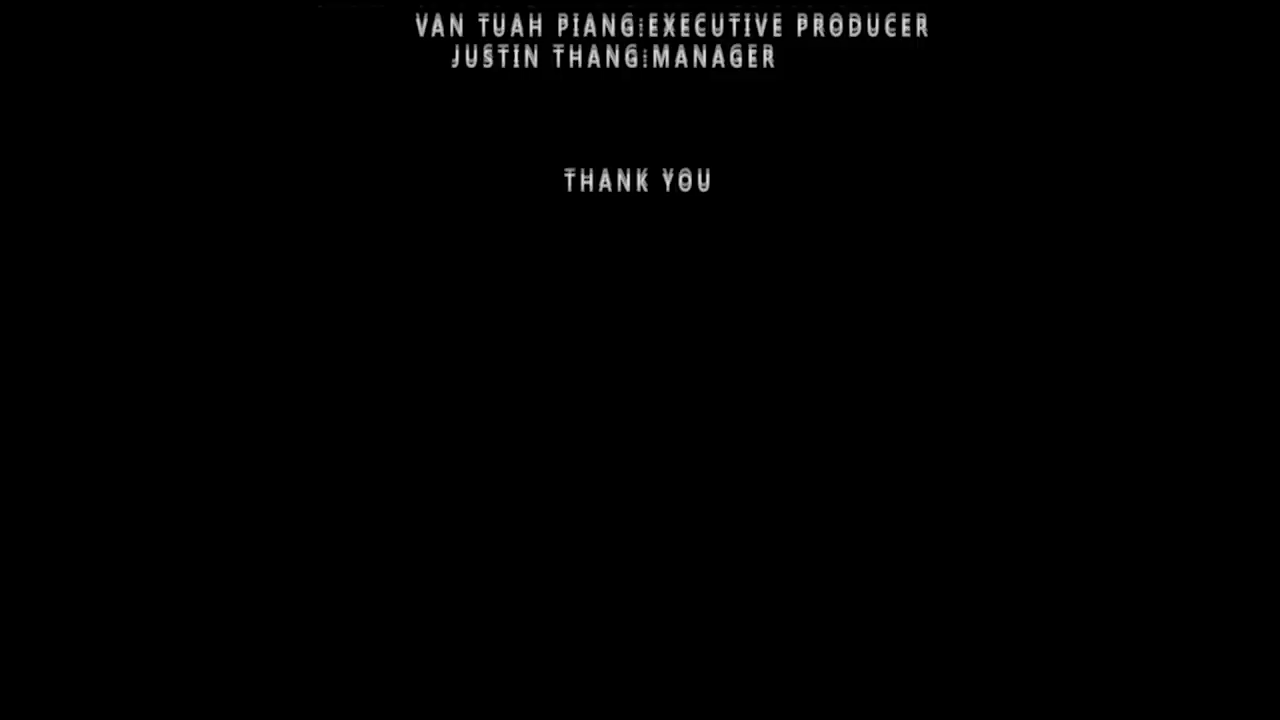 VAN TUAH PIANG:EXECUTIVE PRODUCER
JUSTIN THANG:MANAGER
THANK YOU